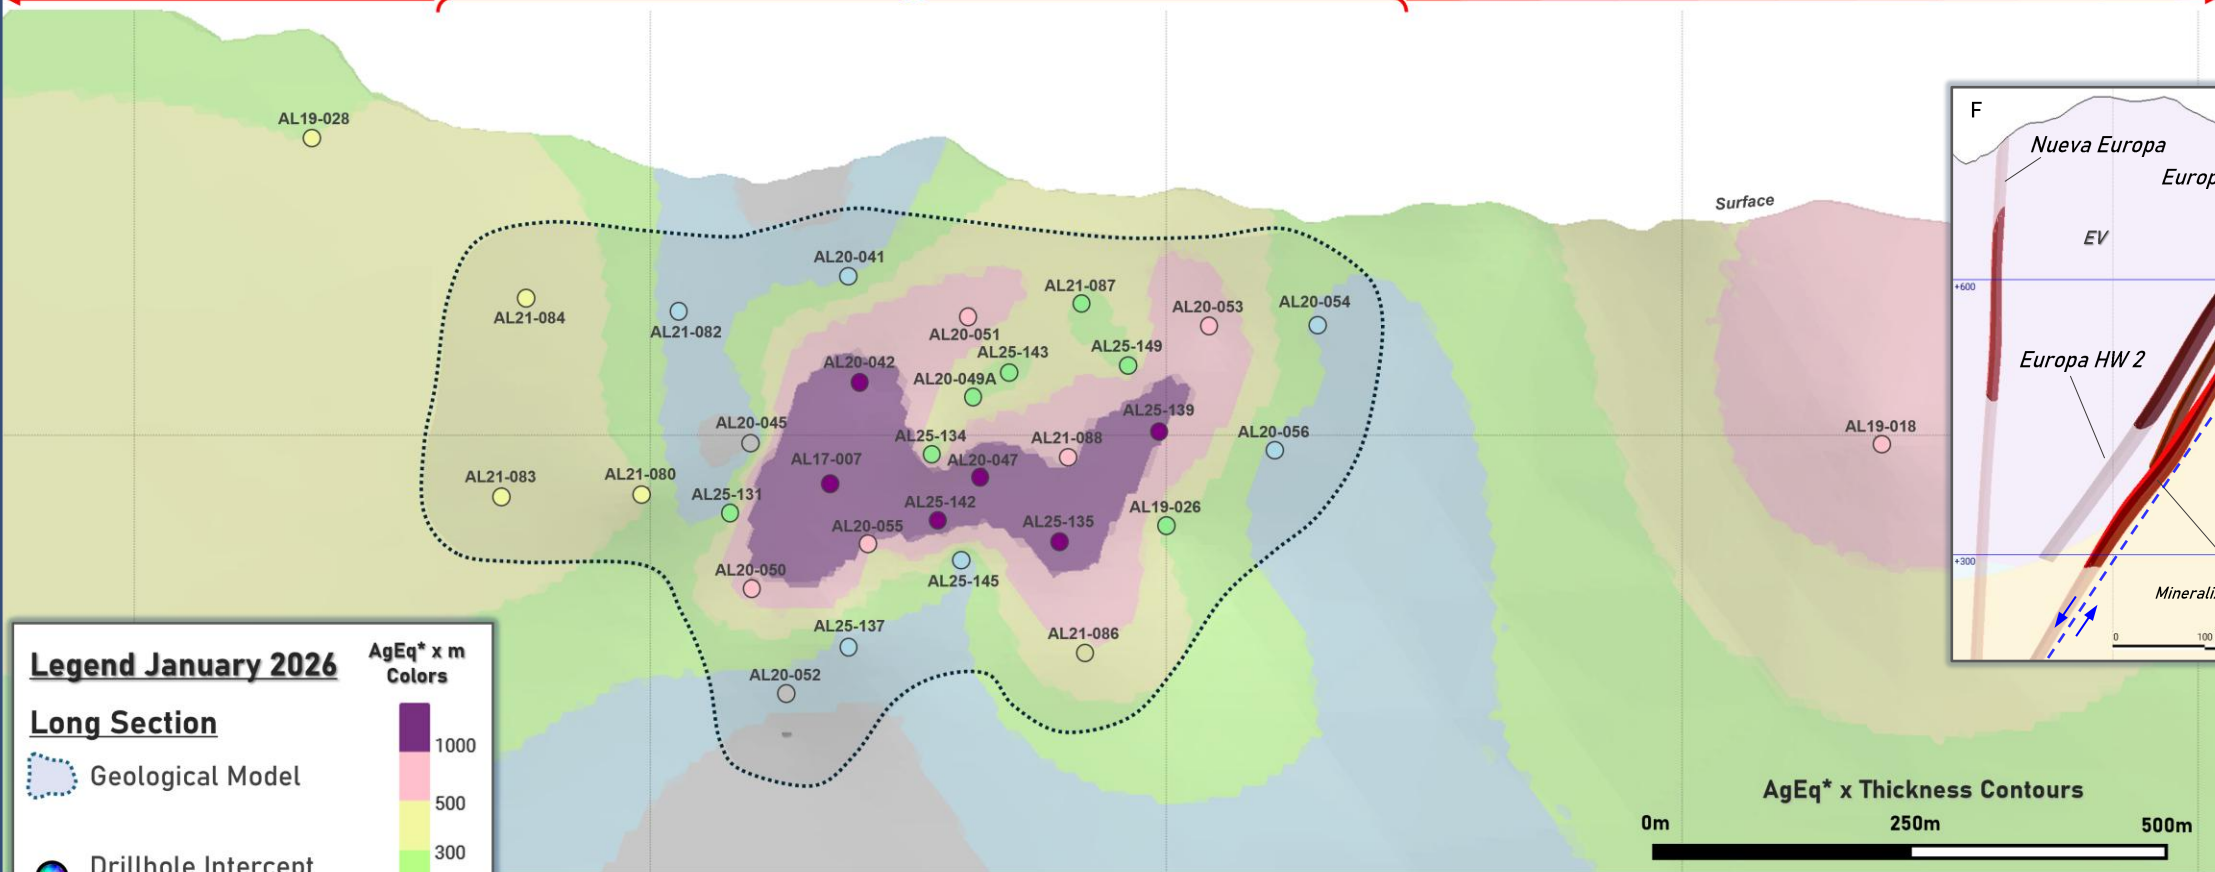 AL19-028
F
Nueva Europa
Surface
EV
AL20-041
AL21-087
+600
AL21-084
AL21-082
AL20-051
AL20-053
AL20-054
AL25-143
AL25-149
AL20-042
AL20-049A
Europa HW 2
AL25-139
AL20-045
AL25-134
AL21-088
AL20-056
AL19-018
AL17-007
AL20-047
AL21-083
AL21-080
AL25-131
AL25-142
AL20-055
AL25-135
AL19-026
AL20-050
AL25-145
+300
AL25-137
AL21-086
AL20-052
0 100
Legend January 2026
AgEq* x m
Colors
Long Section
1000
Geological Model
500
300
Drillhole Intercept
AgEq* x Thickness Contours
0m 250m 500m